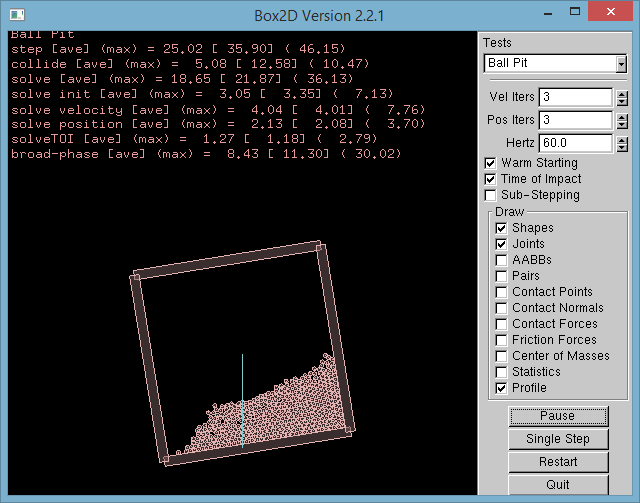 Box2D Version 2.2.1
Ball Pit
step [ave] (max) = 25.02 [ 35.90] ( 46.15)
collide [ave] (max) =  5.08 [ 12.58] ( 10.47)
solve [ave] (max) = 18.65 [ 21.87] ( 36.13)
solve init [ave] (max) =  3.05 [  3.35] (  7.13)
solve velocity [ave] (max) =  4.04 [  4.01] (  7.76)
solve position [ave] (max) =  2.13 [  2.08] (  3.70)
solveTOI [ave] (max) =  1.27 [  1.18] (  2.79)
broad-phase [ave] (max) =  8.43 [ 11.30] ( 30.02)
Tests
Ball Pit
Vel Iters 3
Pos Iters 3
Hertz 60.0
Warm Starting
Time of Impact
Sub-Stepping
Draw
Shapes
Joints
AABBs
Pairs
Contact Points
Contact Normals
Contact Forces
Friction Forces
Center of Masses
Statistics
Profile
Pause
Single Step
Restart
Quit